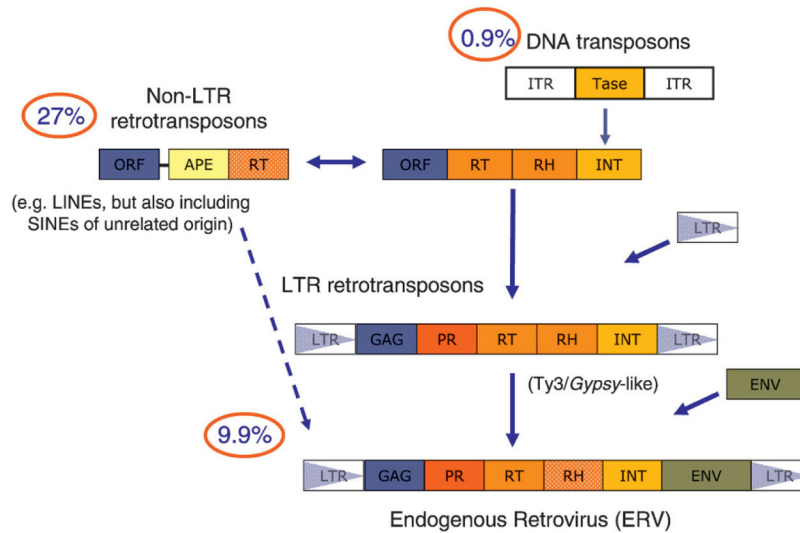 0.9%
DNA transposons
ITR Tase ITR
27%
Non-LTR
retrotransposons
ORF APE RT
ORF RT RH INT
(e.g. LINEs, but also including
SINEs of unrelated origin)
LTR
LTR retrotransposons
LTR GAG PR RT RH INT LTR
(Ty3/Gypsy-like)
ENV
9.9%
LTR GAG PR RT RH INT ENV LTR
Endogenous Retrovirus (ERV)